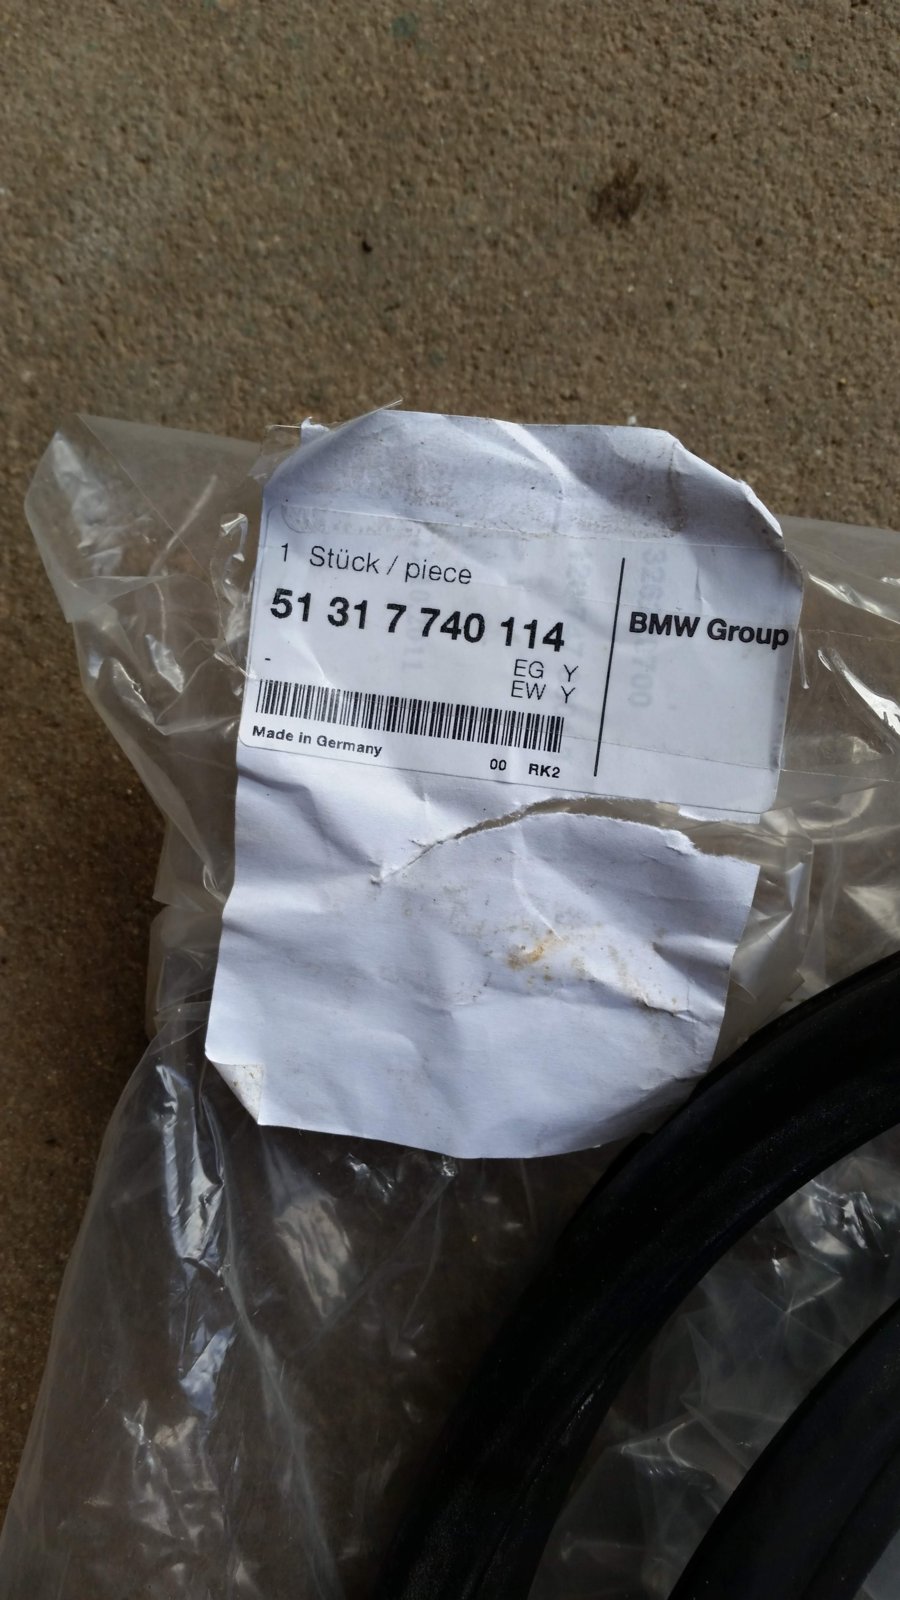 1 Stück / piece
51 31 7 740 114
BMW Group
EG Y
- EW Y
Made in Germany
00 RK2